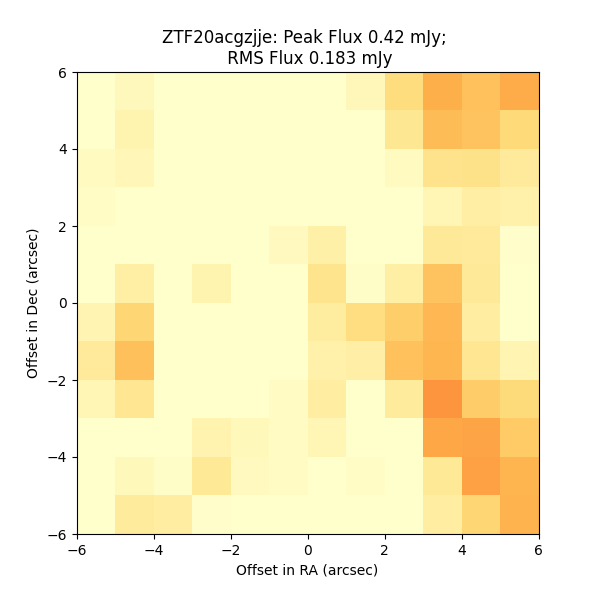 ZTF20acgzjje: Peak Flux 0.42 mJy;
RMS Flux 0.183 mJy
6
4
2
0
−2
−4
−6
Offset in Dec (arcsec)
−6 −4 −2 0 2 4 6
Offset in RA (arcsec)